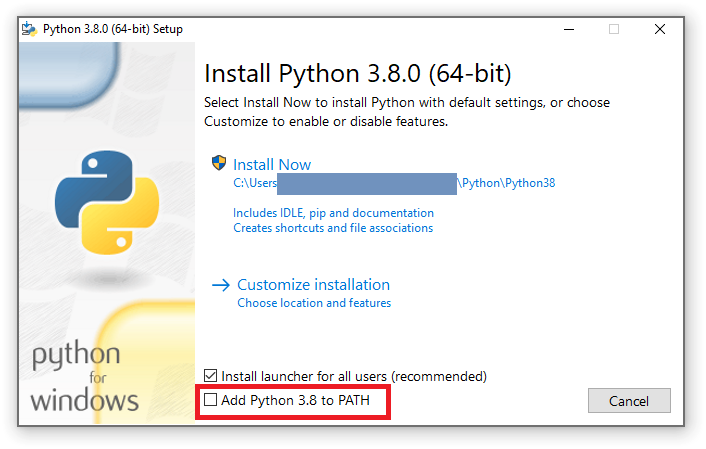 Python 3.8.0 (64-bit) Setup
Install Python 3.8.0 (64-bit)
Select Install Now to install Python with default settings, or choose
Customize to enable or disable features.
Install Now
C:\Users \Python\Python38
Includes IDLE, pip and documentation
Creates shortcuts and file associations
Customize installation
Choose location and features
python
for
windows
Install launcher for all users (recommended)
Add Python 3.8 to PATH
Cancel